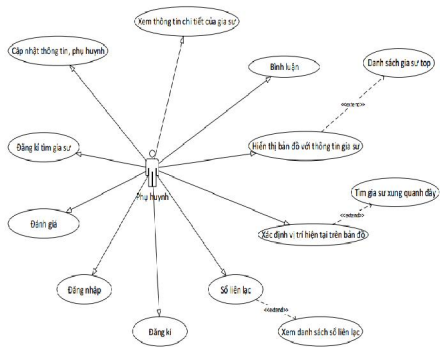 Xem thông tin chi tiết của gia sư
Cập nhật thông tin, phụ huynh
Bình luận
Danh sách gia sư top
<<extend>>
Đăng kí tìm gia sư
Hiển thị bản đồ với thông tin gia sư
Phụ huynh
Tìm gia sư xung quanh đây
<<extend>>
Đánh giá
Xác định vị trí hiện tại trên bản đồ
Đăng nhập
Sổ liên lạc
<<extend>>
Đăng kí
Xem danh sách sổ liên lạc